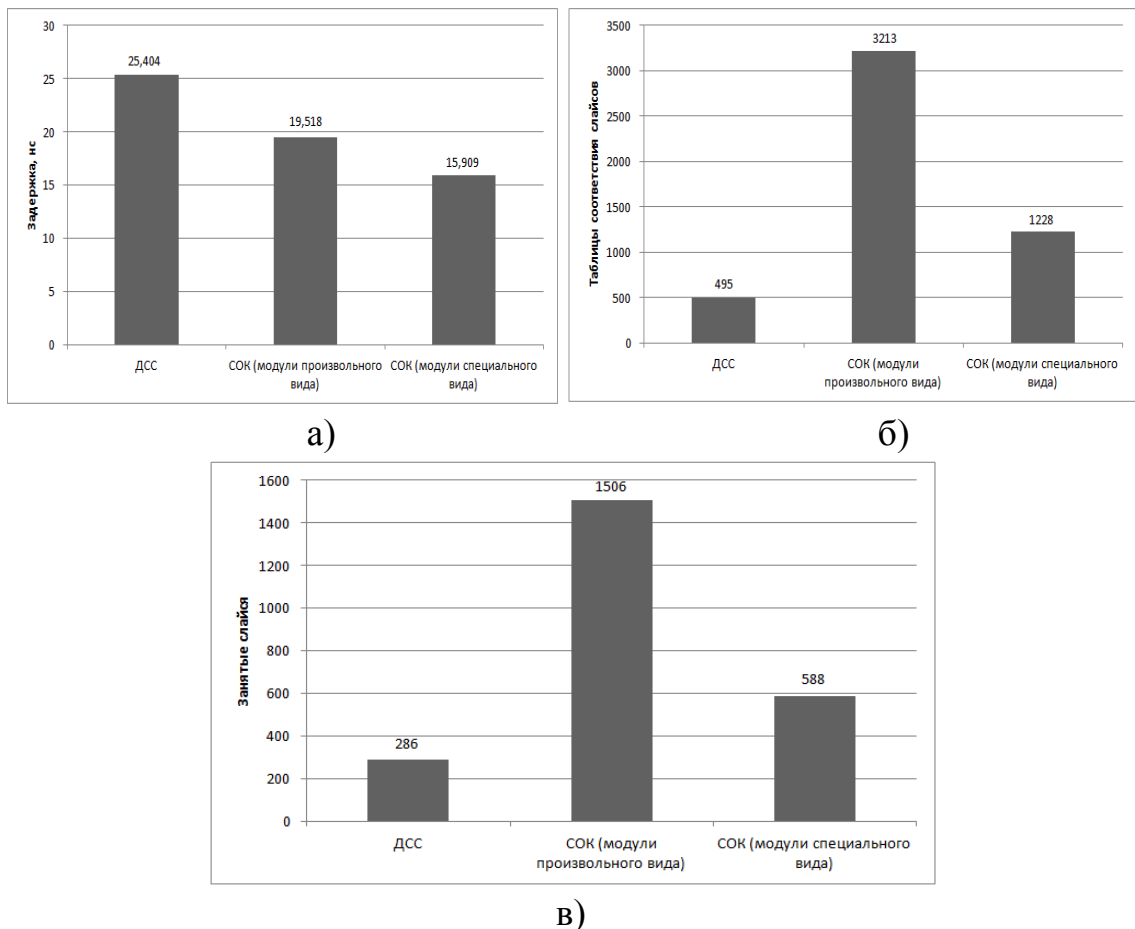 30
25
20
15
10
5
0
Задержка, нс
25,404
19,518
15,909
ДСС
СОК (модули произвольного
вида)
СОК (модули специального
вида)
а)
3500
3000
2500
2000
1500
1000
500
0
Таблицы соответствия слайсов
495
3213
1228
ДСС
СОК (модули
произвольного вида)
СОК (модули специального
вида)
б)
1600
1400
1200
1000
800
600
400
200
0
Занятые слайся
286
1506
588
ДСС
СОК (модули
произвольного вида)
СОК (модули специального
вида)
в)